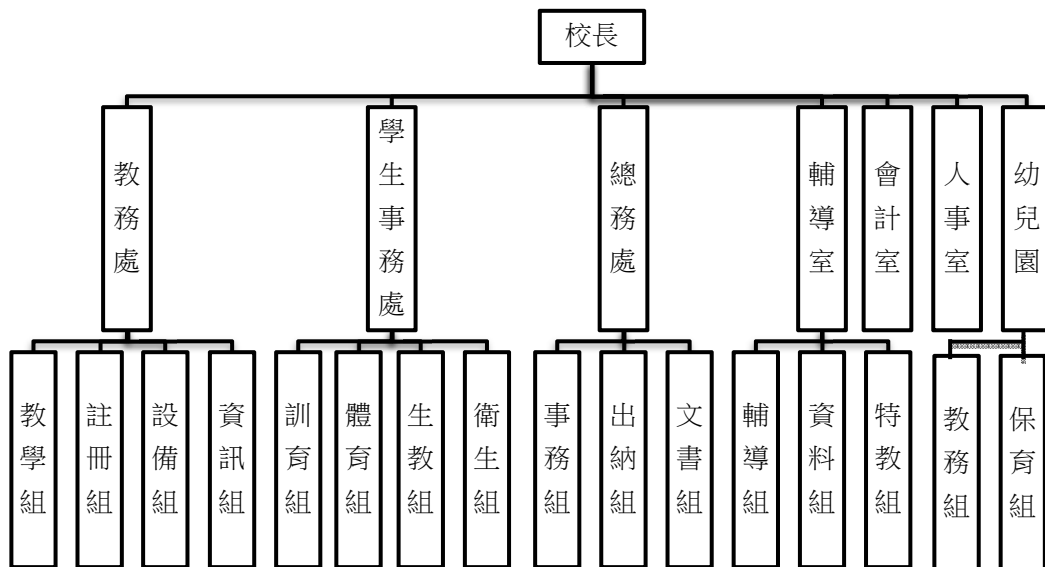 校長
教務處
學生事務處
總務處
輔導室
會計室
人事室
幼兒園
教學組
註冊組
設備組
資訊組
訓育組
體育組
生教組
衛生組
事務組
出納組
文書組
輔導組
資料組
特教組
教務組
保育組